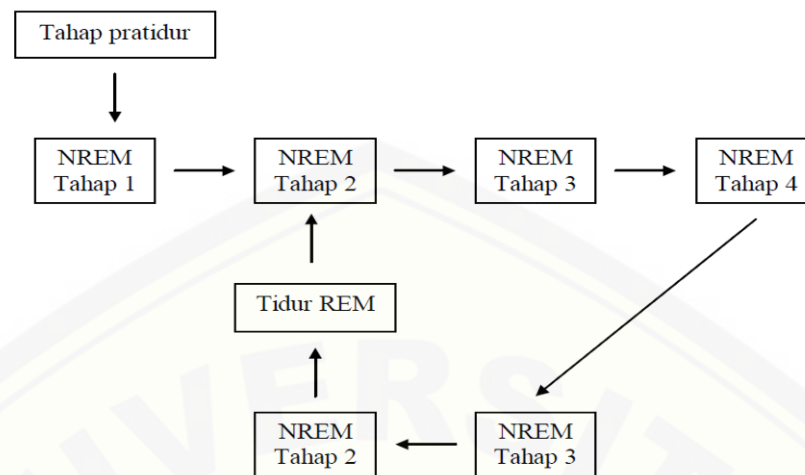 Tahap pratidur
NREM
Tahap 1
NREM
Tahap 2
NREM
Tahap 3
NREM
Tahap 4
Tidur REM
NREM
Tahap 2
NREM
Tahap 3